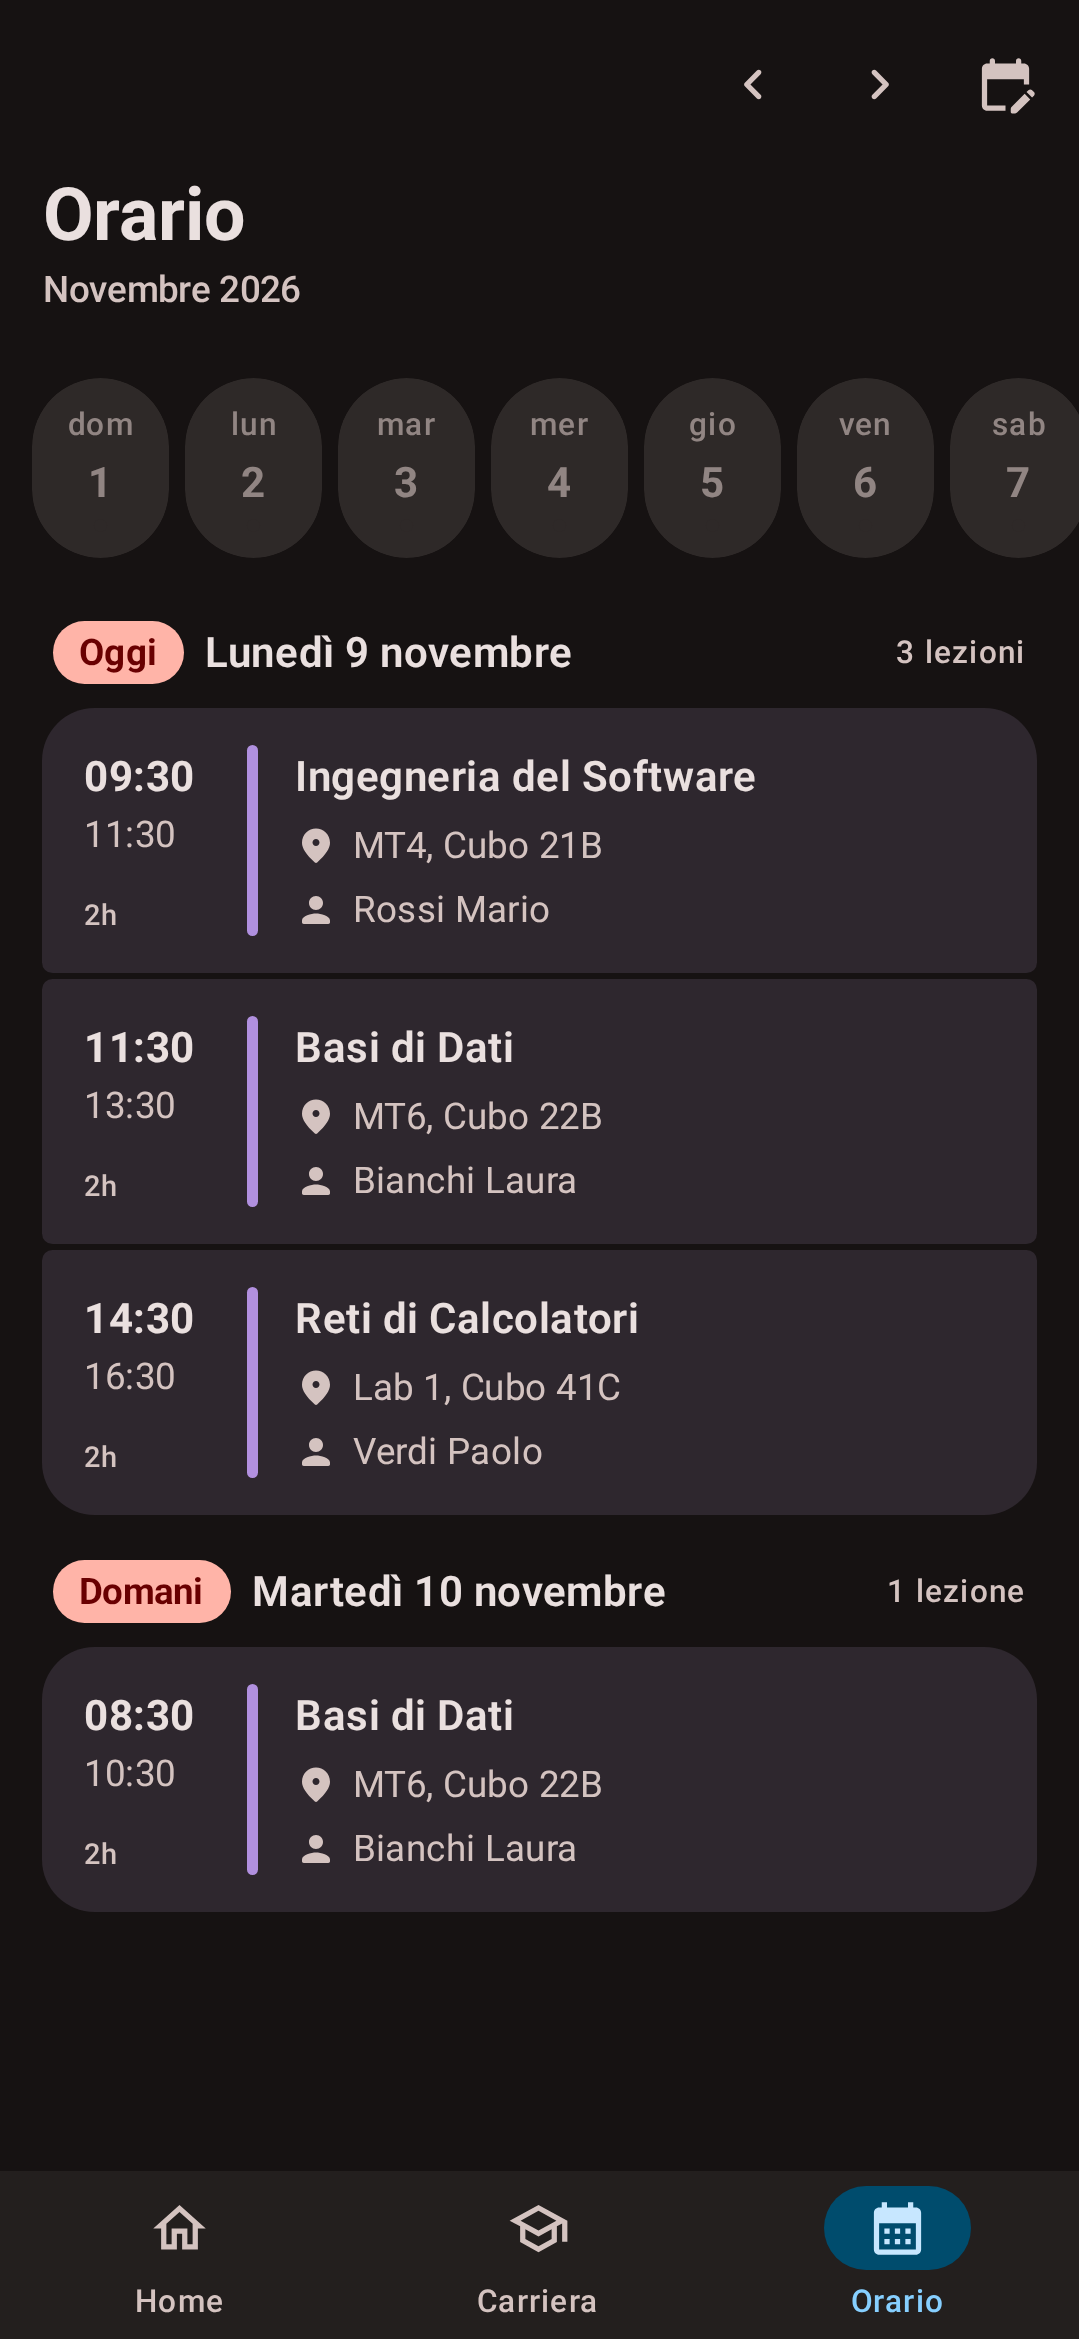 Orario
Novembre 2026
dom lun mar mer gio ven sab
1 2 3 4 5 6 7
Oggi Lunedì 9 novembre 3 lezioni
09:30 Ingegneria del Software
11:30 MT4, Cubo 21B
2h Rossi Mario
11:30 Basi di Dati
13:30 MT6, Cubo 22B
2h Bianchi Laura
14:30 Reti di Calcolatori
16:30 Lab 1, Cubo 41C
2h Verdi Paolo
Domani Martedì 10 novembre 1 lezione
08:30 Basi di Dati
10:30 MT6, Cubo 22B
2h Bianchi Laura
Home Carriera Orario